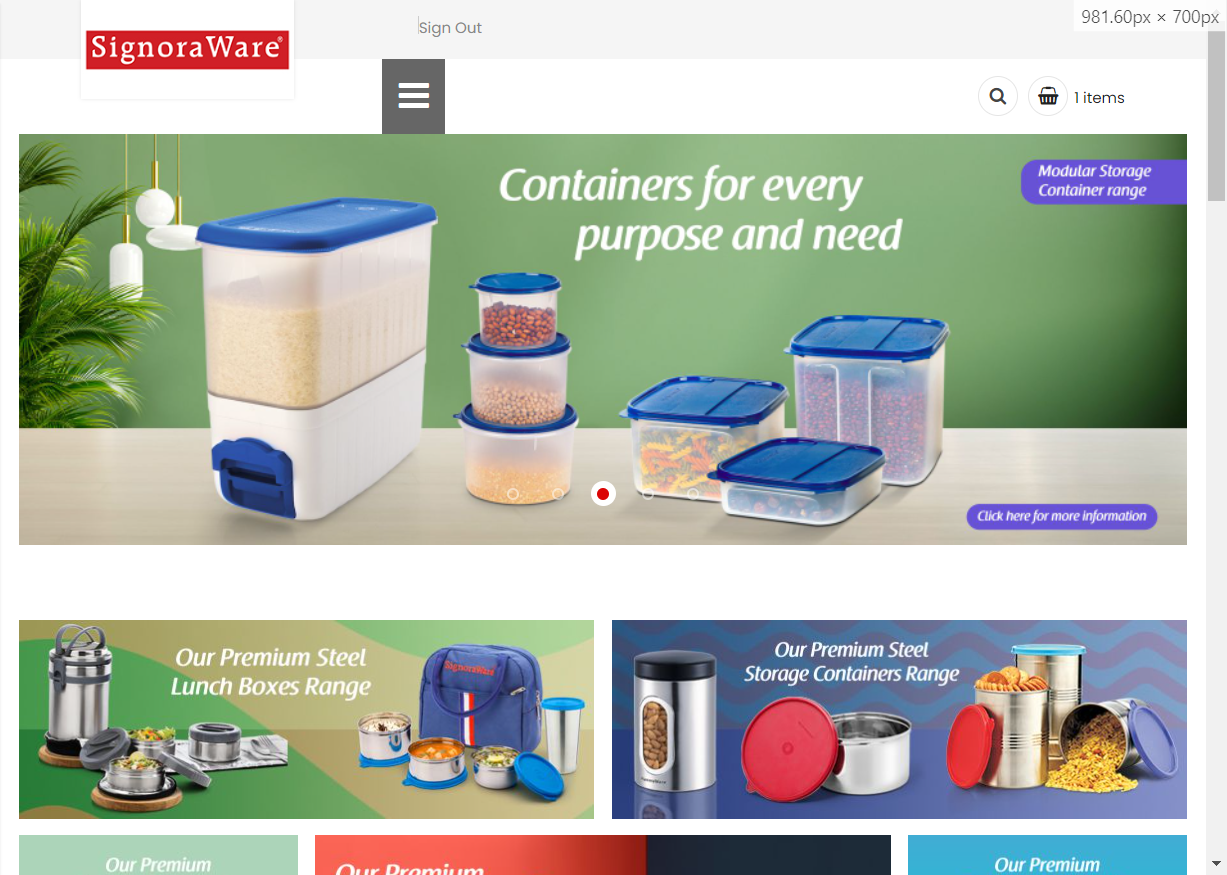 981.60px × 700px
SignoraWare®
Sign Out
1 items
Containers for every
purpose and need
Modular Storage
Container range
Click here for more information
Our Premium Steel
Lunch Boxes Range
SignoraWare
Our Premium Steel
Storage Containers Range
SignoraWare
Our Premium
Our Premium
Our Premium